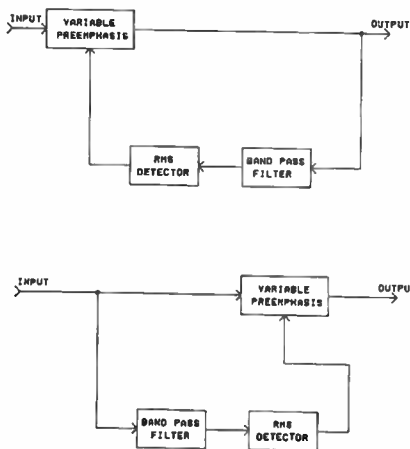 INPUT
VARIABLE
PREEMPHASIS
OUTPUT
RMS
DETECTOR
BAND PASS
FILTER
INPUT
VARIABLE
PREEMPHASIS
OUTPU
BAND PASS
FILTER
RMS
DETECTOR